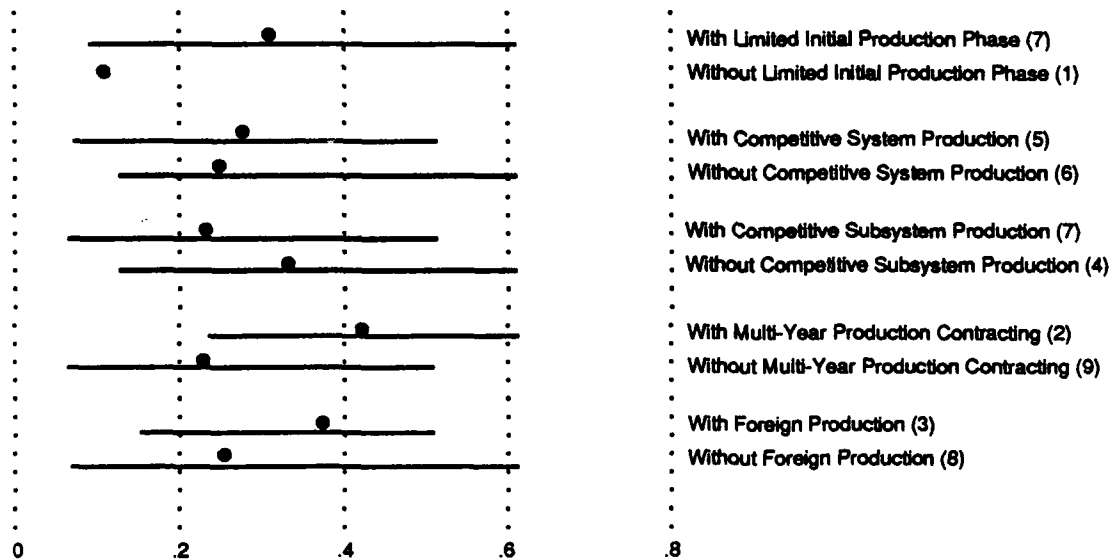 With Limited Initial Production Phase (7)
Without Limited Initial Production Phase (1)
With Competitive System Production (5)
Without Competitive System Production (6)
With Competitive Subsystem Production (7)
Without Competitive Subsystem Production (4)
With Multi-Year Production Contracting (2)
Without Multi-Year Production Contracting (9)
With Foreign Production (3)
Without Foreign Production (8)
0 .2 .4 .6 .8